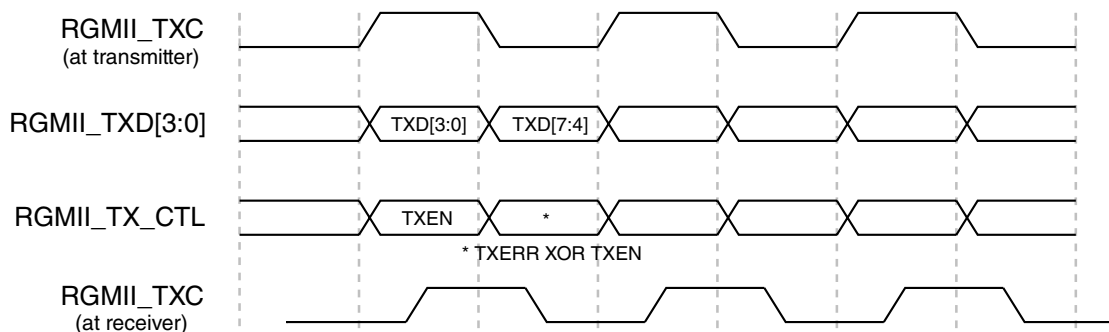 RGMII_TXC
(at transmitter)
RGMII_TXD[3:0]
TXD[3:0]
TXD[7:4]
RGMII_TX_CTL
TXEN
*
* TXERR XOR TXEN
RGMII_TXC
(at receiver)